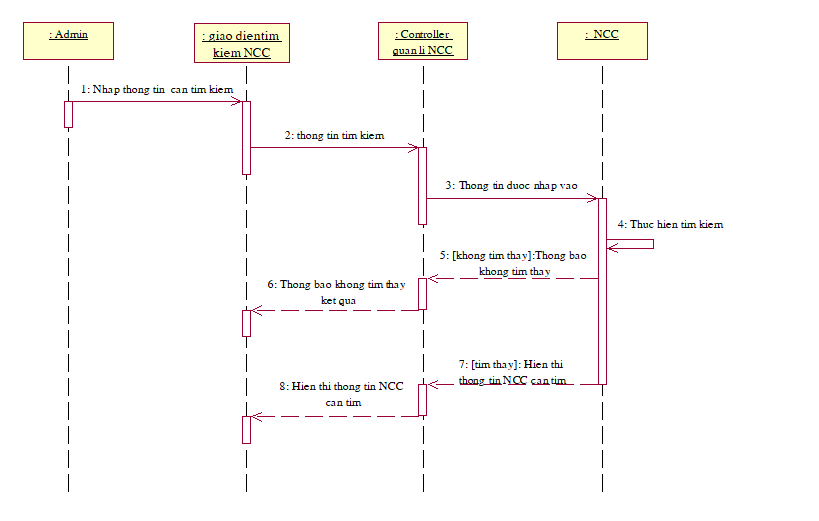 : Admin
: giao dientim
kiem NCC
: Controller
quan li NCC
: NCC
1: Nhap thong tin can tim kiem
2: thong tin tim kiem
3: Thong tin duoc nhap vao
4: Thuc hien tim kiem
5: [khong tim thay]:Thong bao
khong tim thay
6: Thong bao khong tim thay
ket qua
7: [tim thay]: Hien thi
thong tin NCC can tim
8: Hien thi thong tin NCC
can tim